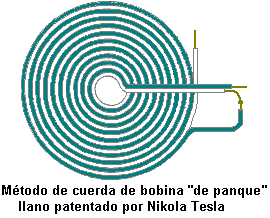 Método de cuerda de bobina "de panque"
llano patentado por Nikola Tesla